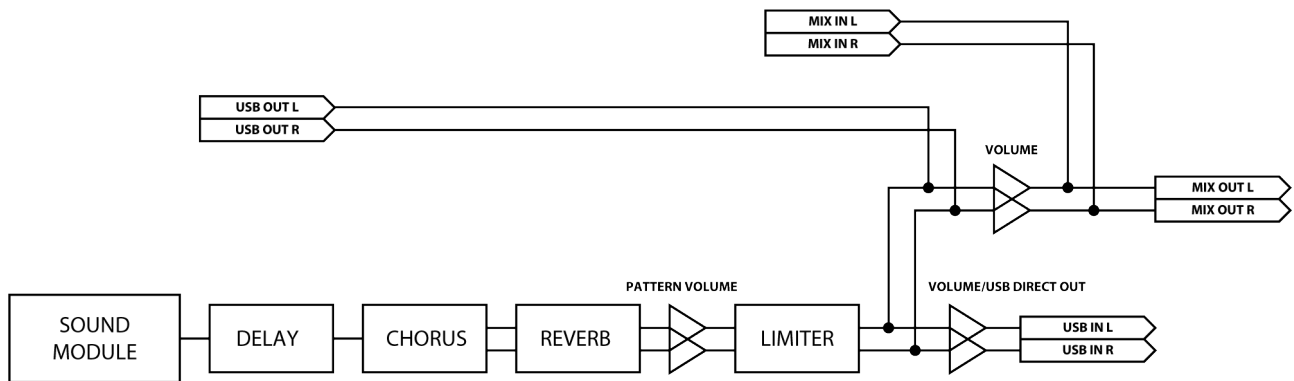 MIX IN L
MIX IN R
USB OUT L
USB OUT R
VOLUME
MIX OUT L
MIX OUT R
PATTERN VOLUME
VOLUME/USB DIRECT OUT
SOUND
MODULE
DELAY
CHORUS
REVERB
LIMITER
USB IN L
USB IN R